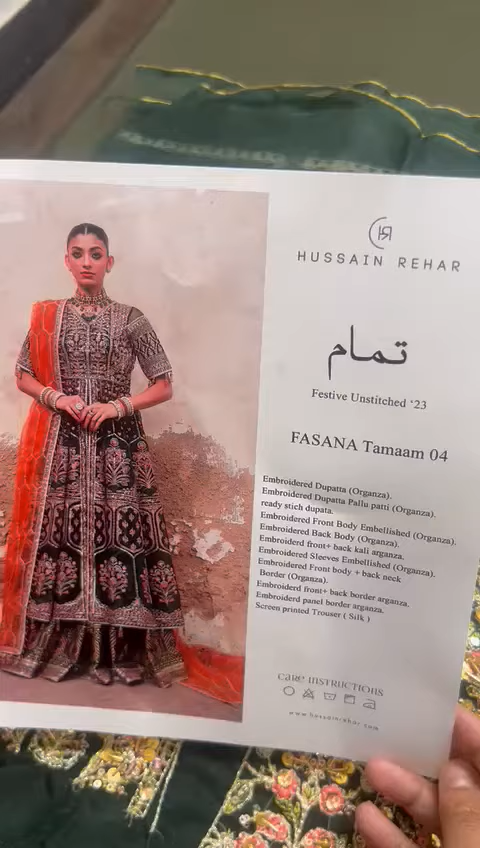 HUSSAIN REHAR
تمام
Festive Unstitched ‘23
FASANA Tamaam 04
Embroidered Dupatta (Organza).
Embroidered Dupatta Pallu patti (Organza).
ready stich dupata.
Embroidered Front Body Embellished (Organza).
Embroidered Back Body (Organza).
Embroiderd front+ back kali arganza.
Embroidered Sleeves Embellished (Organza).
Embroidered Front body + back neck
Border (Organza).
Embroiderd front+ back border arganza.
Embroiderd panel border arganza.
Screen printed Trouser ( Silk )
care instructions